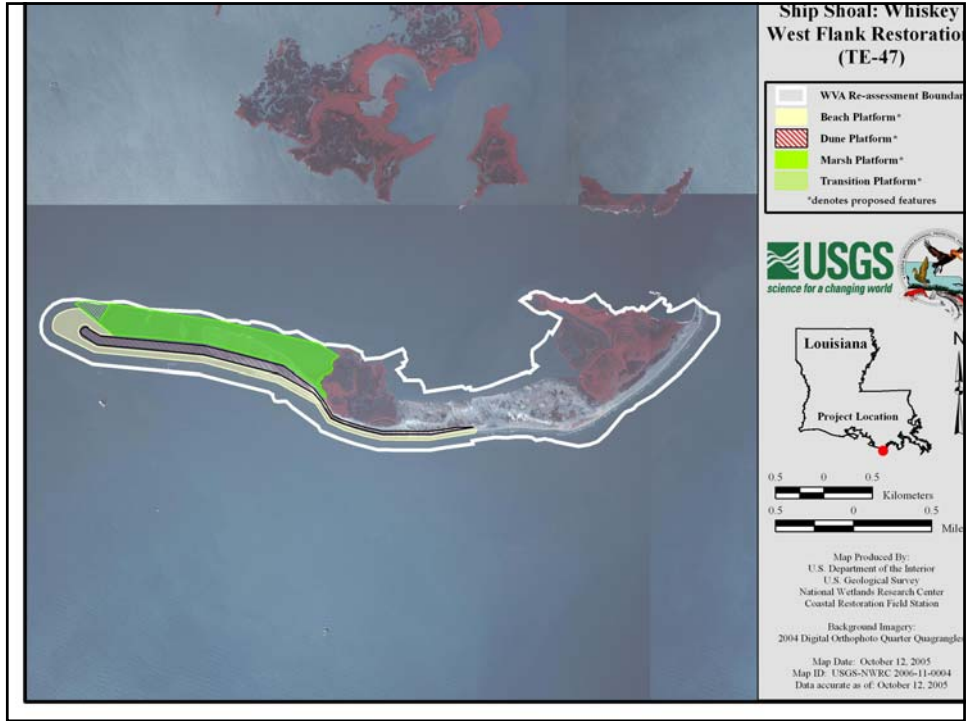 Ship Shoal: Whiskey
West Flank Restoration
(TE-47)
WVA Re-assessment Boundar
Beach Platform*
Dune Platform*
Marsh Platform*
Transition Platform*
*denotes proposed features
USGS
science for a changing world
N
Louisiana
Project Location
0.5 0 0.5
Kilometers
0.5 0 0.5
Mile
Map Produced By:
U.S. Department of the Interior
U.S. Geological Survey
National Wetlands Research Center
Coastal Restoration Field Station
Background Imagery:
2004 Digital Orthophoto Quarter Quagrangle
Map Date: October 12, 2005
Map ID: USGS-NWRC 2006-11-0004
Data accurate as of: October 12, 2005